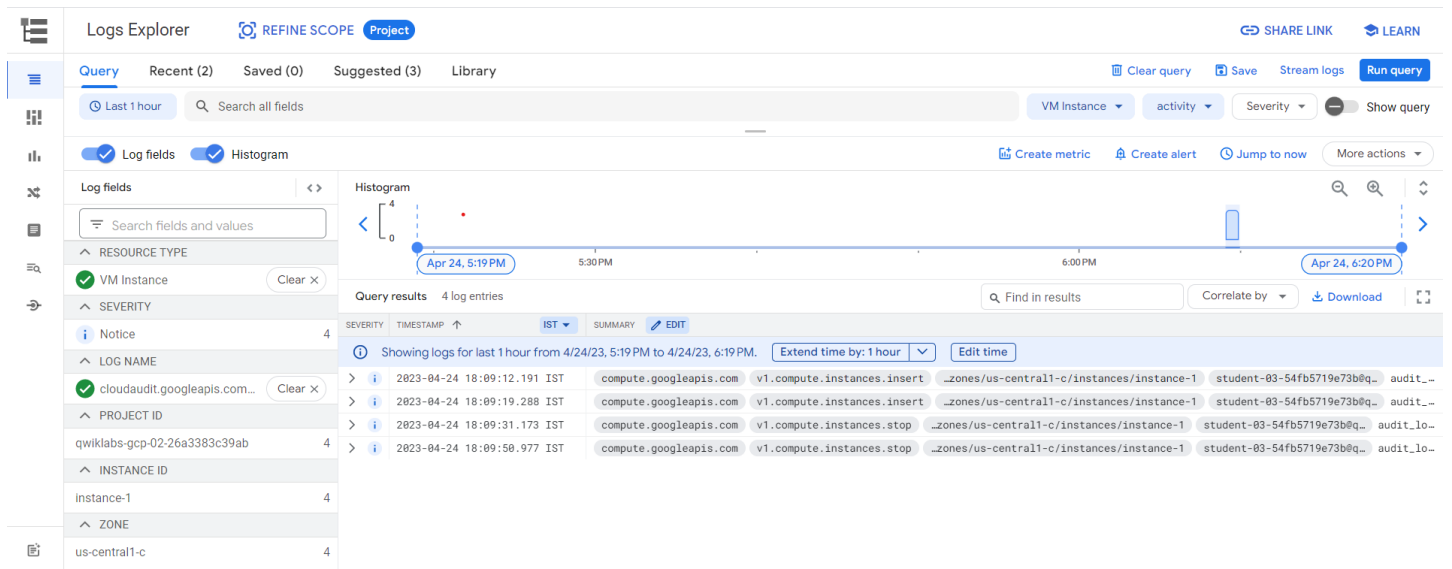 Logs Explorer REFINE SCOPE Project SHARE LINK LEARN
Query Recent (2) Saved (0) Suggested (3) Library Clear query Save Stream logs Run query
Last 1 hour Search all fields VM Instance activity Severity Show query
Log fields Histogram Create metric Create alert Jump to now More actions
Log fields
Search fields and values
RESOURCE TYPE
VM Instance Clear
SEVERITY
Notice 4
LOG NAME
cloudaudit.googleapis.com… Clear
PROJECT ID
qwiklabs-gcp-02-26a3383c39ab 4
INSTANCE ID
instance-1 4
ZONE
us-central1-c 4
Histogram
4
0
Apr 24, 5:19 PM 5:30 PM 6:00 PM Apr 24, 6:20 PM
Query results 4 log entries Find in results Correlate by Download
SEVERITY TIMESTAMP IST SUMMARY EDIT
Showing logs for last 1 hour from 4/24/23, 5:19 PM to 4/24/23, 6:19 PM. Extend time by: 1 hour Edit time
2023-04-24 18:09:12.191 IST compute.googleapis.com v1.compute.instances.insert …zones/us-central1-c/instances/instance-1 student-03-54fb5719e73b@q… audit_…
2023-04-24 18:09:19.288 IST compute.googleapis.com v1.compute.instances.insert …zones/us-central1-c/instances/instance-1 student-03-54fb5719e73b@q… audit_…
2023-04-24 18:09:31.173 IST compute.googleapis.com v1.compute.instances.stop …zones/us-central1-c/instances/instance-1 student-03-54fb5719e73b@q… audit_lo…
2023-04-24 18:09:50.977 IST compute.googleapis.com v1.compute.instances.stop …zones/us-central1-c/instances/instance-1 student-03-54fb5719e73b@q… audit_lo…